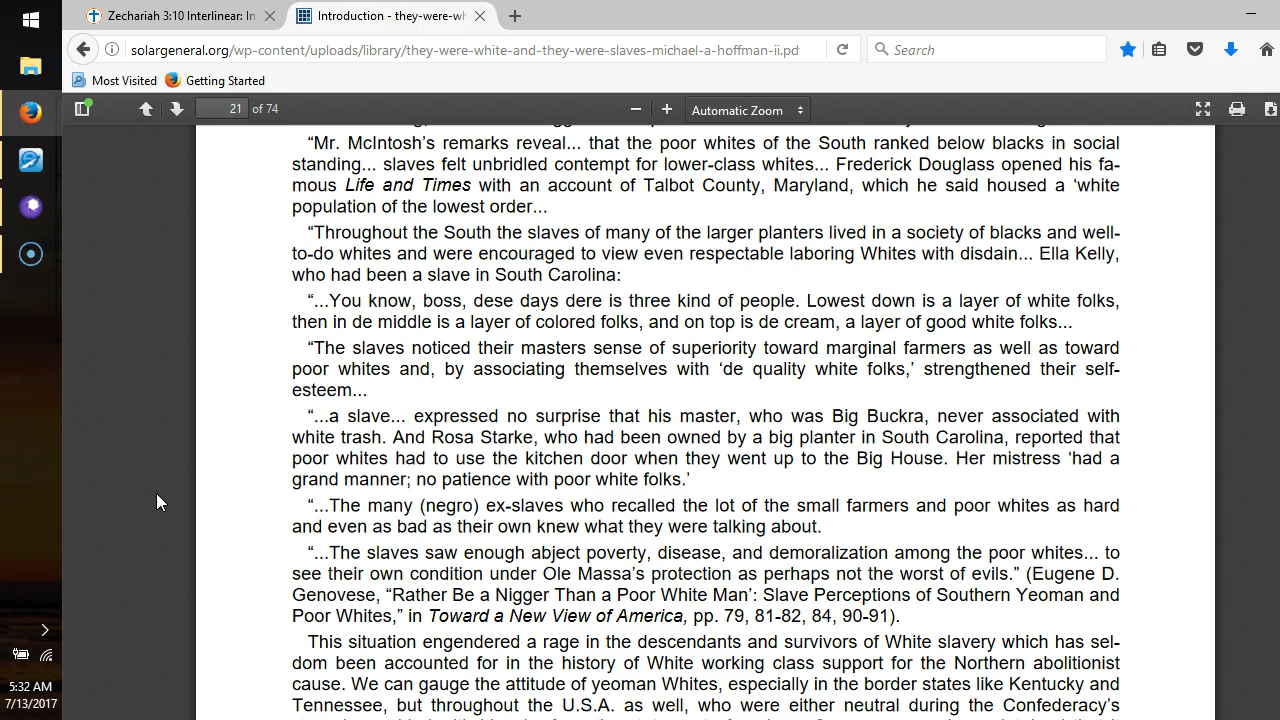 Zechariah 3:10 Interlinear: In
Introduction - they-were-wh
solargeneral.org/wp-content/uploads/library/they-were-white-and-they-were-slaves-michael-a-hoffman-ii.pdf
Search
Most Visited
Getting Started
21 of 74
Automatic Zoom
“Mr. McIntosh’s remarks reveal... that the poor whites of the South ranked below blacks in social
standing... slaves felt unbridled contempt for lower-class whites... Frederick Douglass opened his fa-
mous Life and Times with an account of Talbot County, Maryland, which he said housed a ‘white
population of the lowest order...
“Throughout the South the slaves of many of the larger planters lived in a society of blacks and well-
to-do whites and were encouraged to view even respectable laboring Whites with disdain... Ella Kelly,
who had been a slave in South Carolina:
“...You know, boss, dese days dere is three kind of people. Lowest down is a layer of white folks,
then in de middle is a layer of colored folks, and on top is de cream, a layer of good white folks...
“The slaves noticed their masters sense of superiority toward marginal farmers as well as toward
poor whites and, by associating themselves with ‘de quality white folks,’ strengthened their self-
esteem...
“...a slave... expressed no surprise that his master, who was Big Buckra, never associated with
white trash. And Rosa Starke, who had been owned by a big planter in South Carolina, reported that
poor whites had to use the kitchen door when they went up to the Big House. Her mistress ‘had a
grand manner; no patience with poor white folks.’
“...The many (negro) ex-slaves who recalled the lot of the small farmers and poor whites as hard
and even as bad as their own knew what they were talking about.
“...The slaves saw enough abject poverty, disease, and demoralization among the poor whites... to
see their own condition under Ole Massa’s protection as perhaps not the worst of evils.” (Eugene D.
Genovese, “Rather Be a Nigger Than a Poor White Man’: Slave Perceptions of Southern Yeoman and
Poor Whites,” in Toward a New View of America, pp. 79, 81-82, 84, 90-91).
This situation engendered a rage in the descendants and survivors of White slavery which has sel-
dom been accounted for in the history of White working class support for the Northern abolitionist
cause. We can gauge the attitude of yeoman Whites, especially in the border states like Kentucky and
Tennessee, but throughout the U.S.A. as well, who were either neutral during the Confederacy’s
5:32 AM
7/13/2017